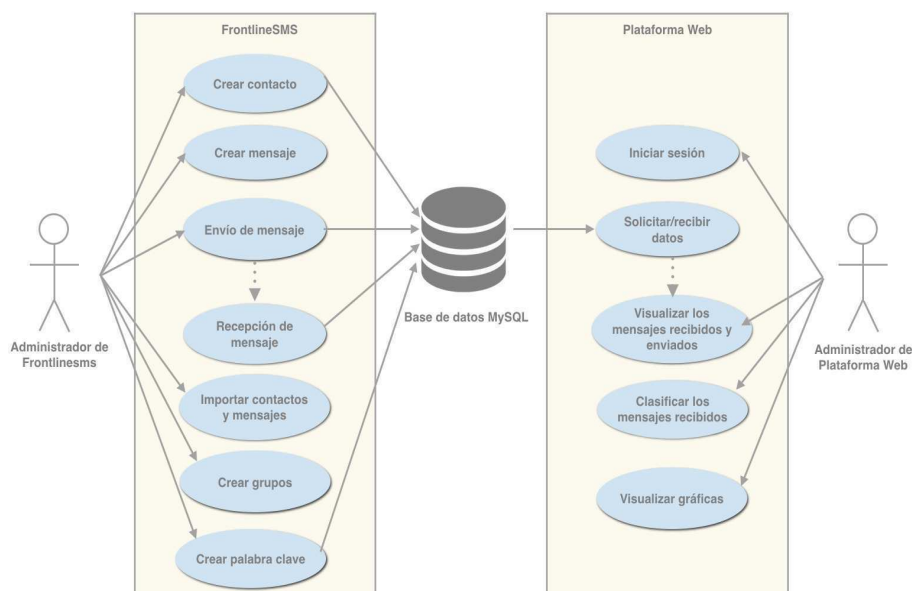 FrontlineSMS
Crear contacto
Crear mensaje
Envío de mensaje
Recepción de
mensaje
Importar contactos
y mensajes
Crear grupos
Crear palabra clave
Administrador de
Frontlinesms
Base de datos MySQL
Plataforma Web
Iniciar sesión
Solicitar/recibir
datos
Visualizar los
mensajes recibidos y
enviados
Clasificar los
mensajes recibidos
Visualizar gráficas
Administrador de
Plataforma Web